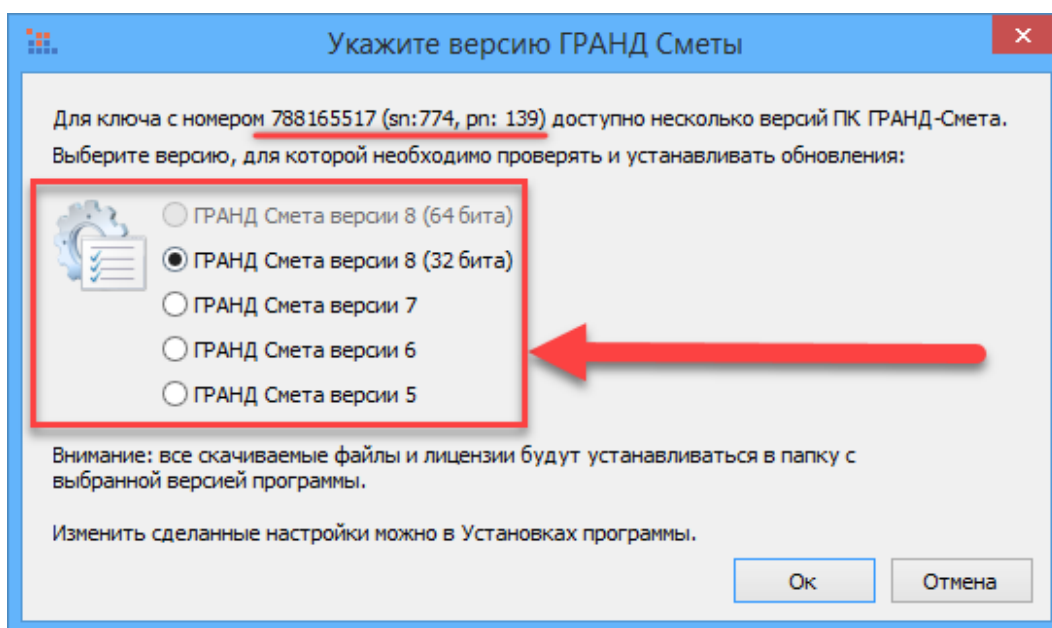 Укажите версию ГРАНД Сметы
Для ключа с номером 788165517 (sn:774, pn: 139) доступно несколько версий ПК ГРАНД-Смета.
Выберите версию, для которой необходимо проверять и устанавливать обновления:
ГРАНД Смета версии 8 (64 бита)
ГРАНД Смета версии 8 (32 бита)
ГРАНД Смета версии 7
ГРАНД Смета версии 6
ГРАНД Смета версии 5
Внимание: все скачиваемые файлы и лицензии будут устанавливаться в папку с
выбранной версией программы.
Изменить сделанные настройки можно в Установках программы.
Ок
Отмена